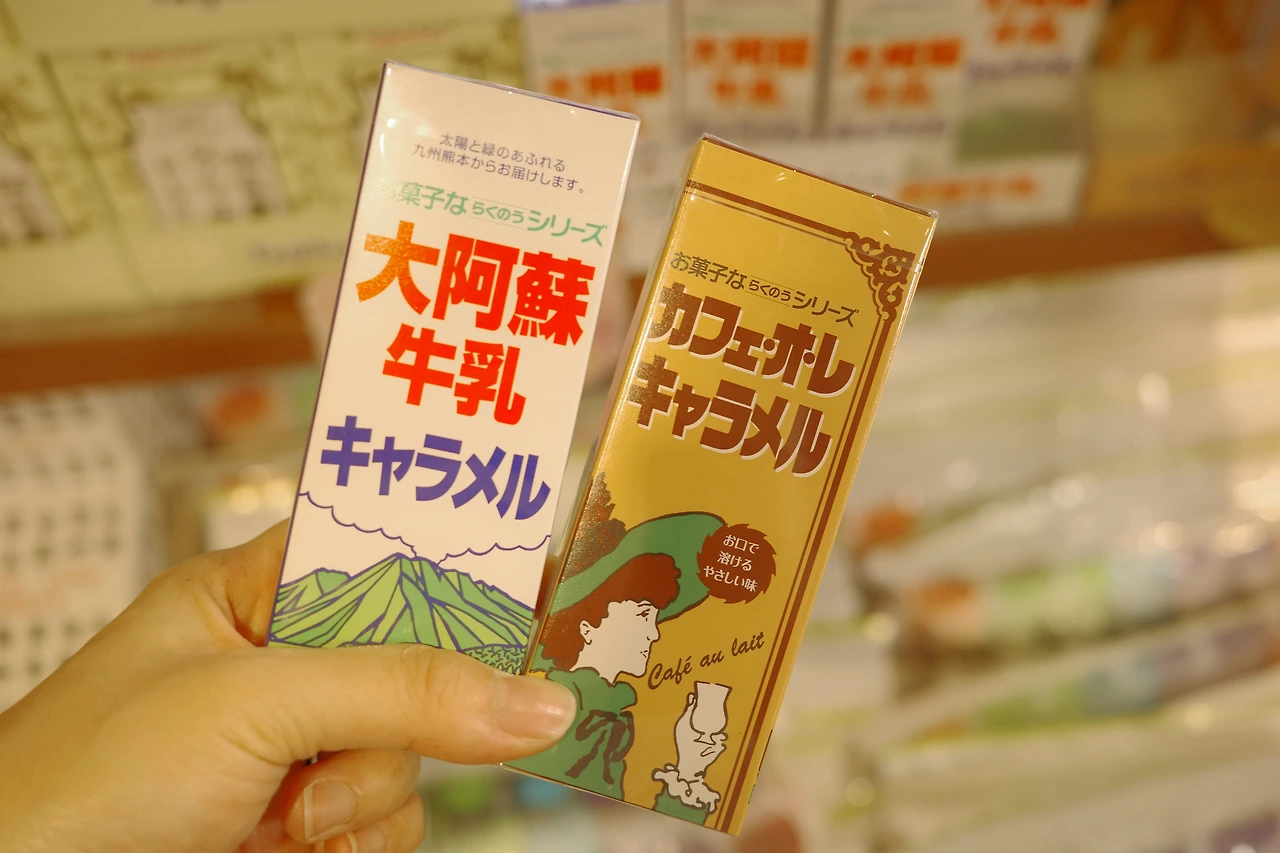 太陽と緑のあふれる
九州熊本からお届けします。
お菓子ならくのうシリーズ
大阿蘇
牛乳
キャラメル
お菓子ならくのうシリーズ
カフェ・オ・レ
キャラメル
お口で
溶ける
やさしい味
Café au lait